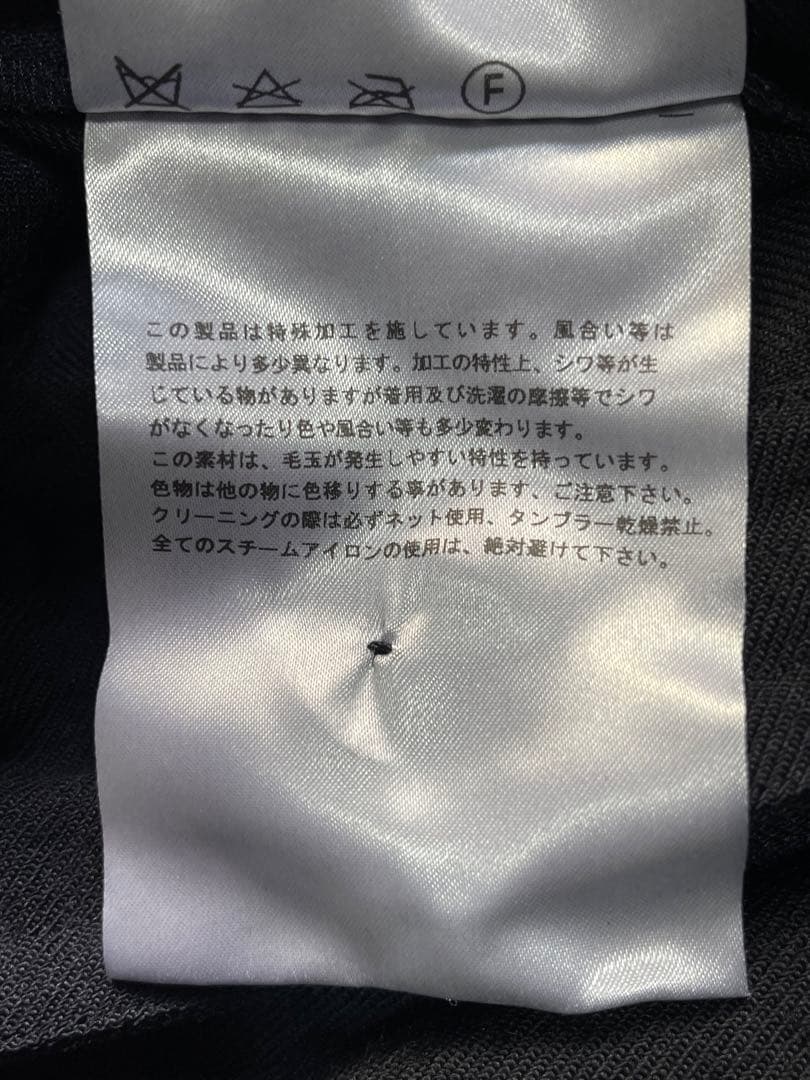 F
この製品は特殊加工を施しています。風合い等は
製品により多少異なります。加工の特性上、シワ等が生
じている物がありますが着用及び洗濯の摩擦等でシワ
がなくなったり色や風合い等も多少変わります。
この素材は、毛玉が発生しやすい特性を持っています。
色物は他の物に色移りする事があります、ご注意下さい。
クリーニングの際は必ずネット使用、タンブラー乾燥禁止。
全てのスチームアイロンの使用は、絶対避けて下さい。